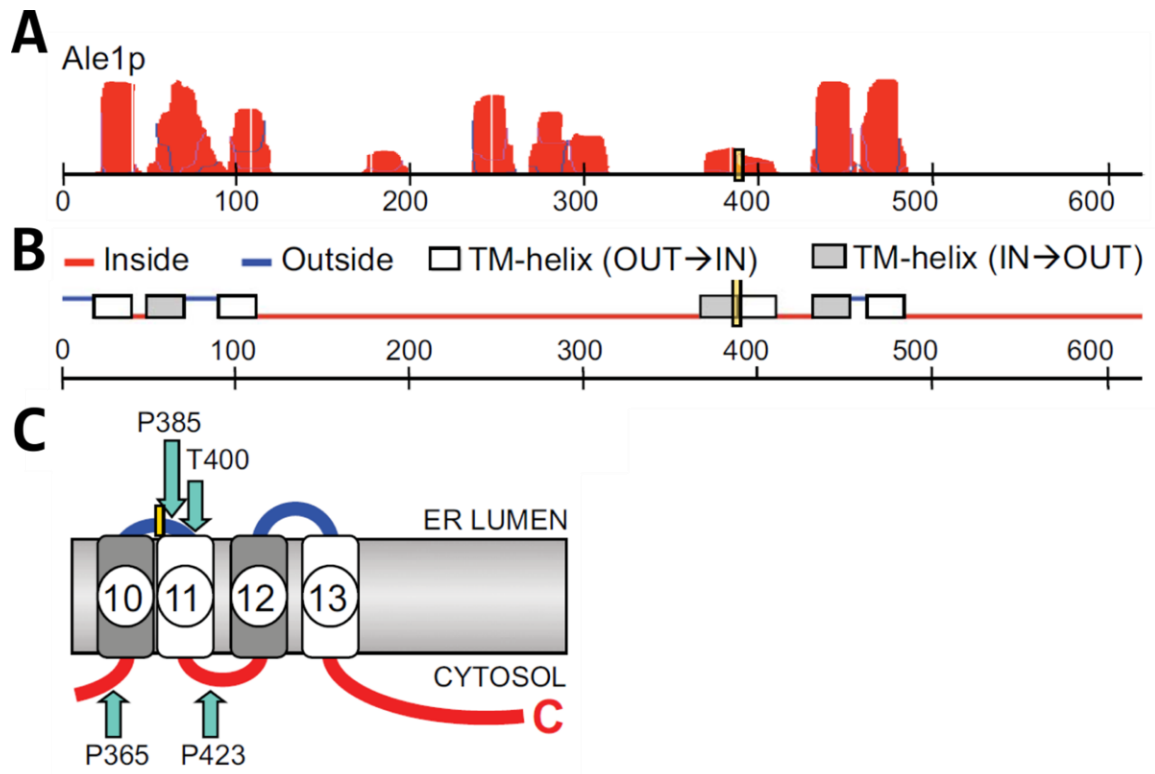 A
Ale1p
0 100 200 300 400 500 600
B Inside Outside TM-helix (OUT→IN) TM-helix (IN→OUT)
0 100 200 300 400 500 600
C
P385
T400
ER LUMEN
10 11 12 13
CYTOSOL
C
P365 P423